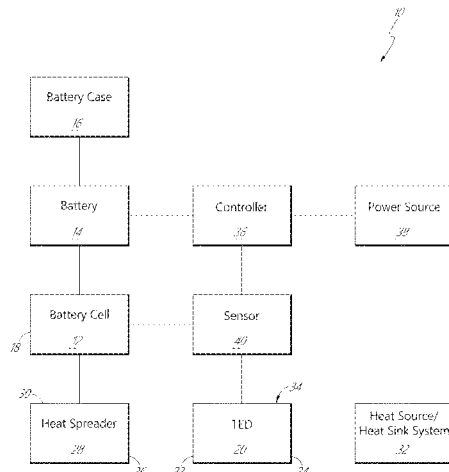 10
Battery Case
16
Battery
14
Controller
36
Power Source
38
Battery Cell
12
18
Sensor
40
30
34
Heat Spreader
28
TED
20
Heat Source/
Heat Sink System
32
26
22
24